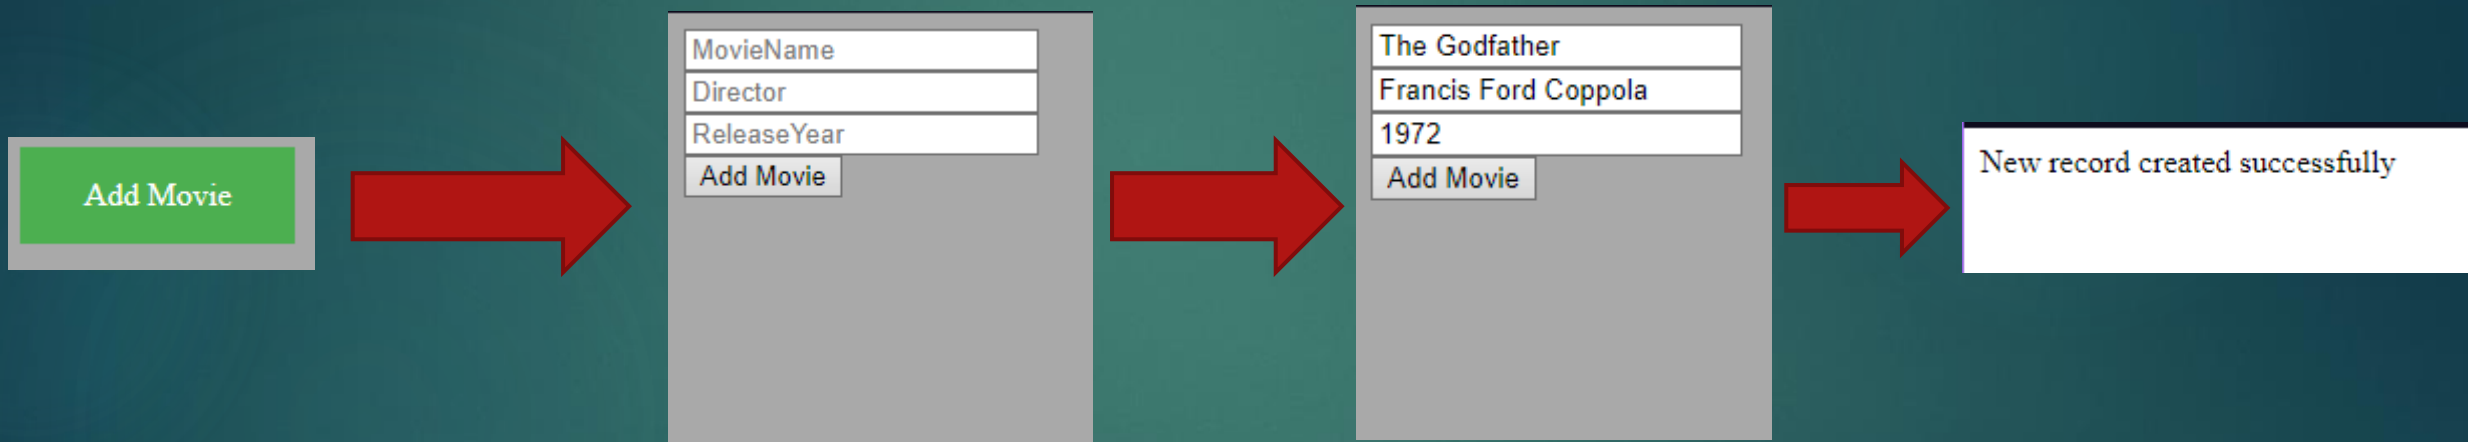 Add Movie
MovieName
Director
ReleaseYear
Add Movie
The Godfather
Francis Ford Coppola
1972
Add Movie
New record created successfully